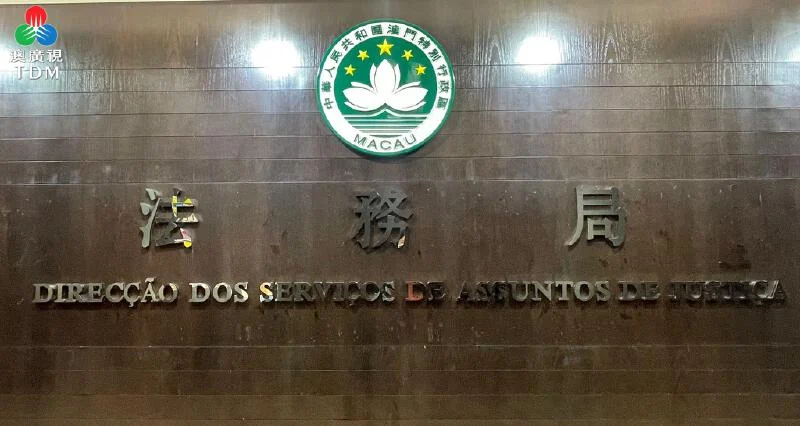 澳廣視
TDM
中華人民共和國澳門特別行政區
MACAU
法務局
DIRECÇÃO DOS SERVIÇOS DE ASSUNTOS DE JUSTIÇA